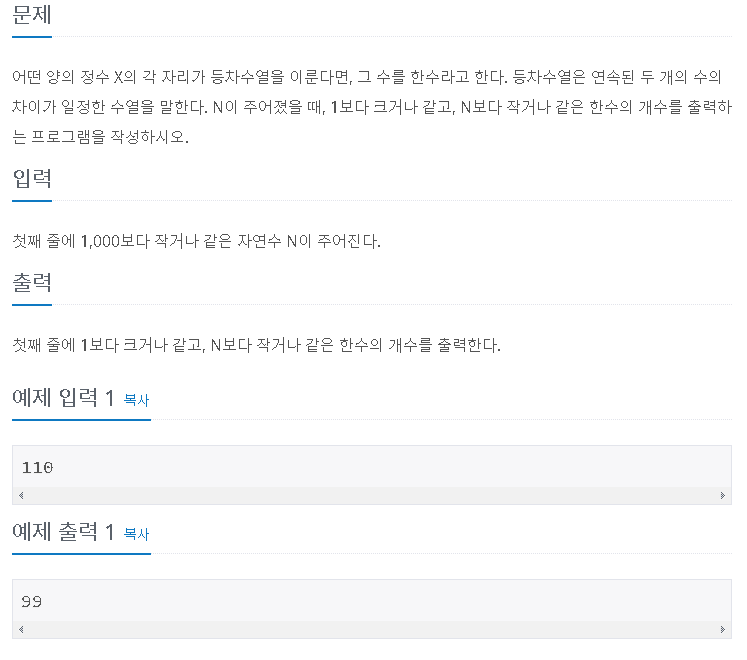 문제
어떤 양의 정수 X의 각 자리가 등차수열을 이룬다면, 그 수를 한수라고 한다. 등차수열은 연속된 두 개의 수의
차이가 일정한 수열을 말한다. N이 주어졌을 때, 1보다 크거나 같고, N보다 작거나 같은 한수의 개수를 출력하
는 프로그램을 작성하시오.
입력
첫째 줄에 1,000보다 작거나 같은 자연수 N이 주어진다.
출력
첫째 줄에 1보다 크거나 같고, N보다 작거나 같은 한수의 개수를 출력한다.
예제 입력 1 복사
110
예제 출력 1 복사
99